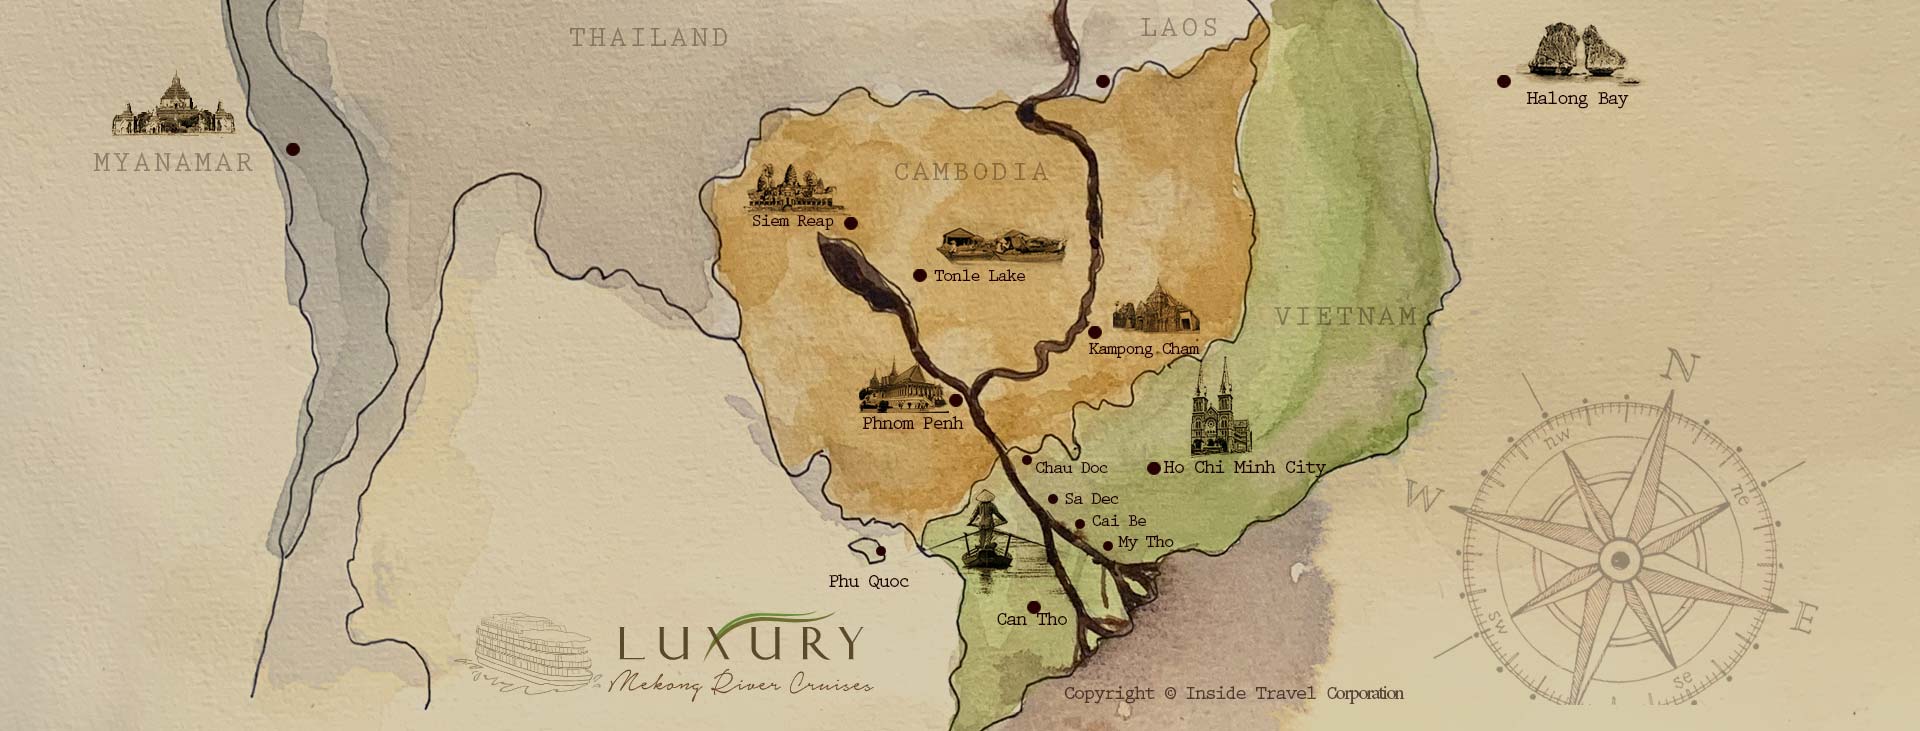 THAILAND
LAOS
Halong Bay
MYANAMAR
CAMBODIA
Siem Reap
Tonle Lake
VIETNAM
Kampong Cham
Phnom Penh
Chau Doc
Ho Chi Minh City
Sa Dec
Cai Be
My Tho
Phu Quoc
Can Tho
LUXURY
Mekong River Cruises
Copyright © Inside Travel Corporation
N
nw
ne
W
E
sw
se